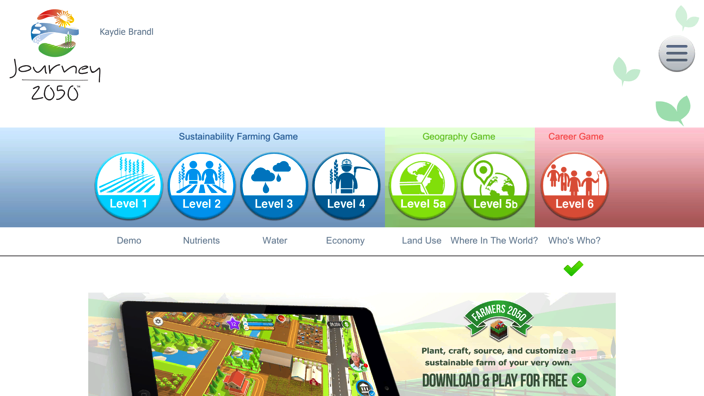 Kaydie Brandl
Journey
2050™
Sustainability Farming Game
Geography Game
Career Game
Level 1
Level 2
Level 3
Level 4
Level 5a
Level 5b
Level 6
Demo
Nutrients
Water
Economy
Land Use
Where In The World?
Who's Who?
FARMERS 2050
Plant, craft, source, and customize a
sustainable farm of your very own.
DOWNLOAD & PLAY FOR FREE